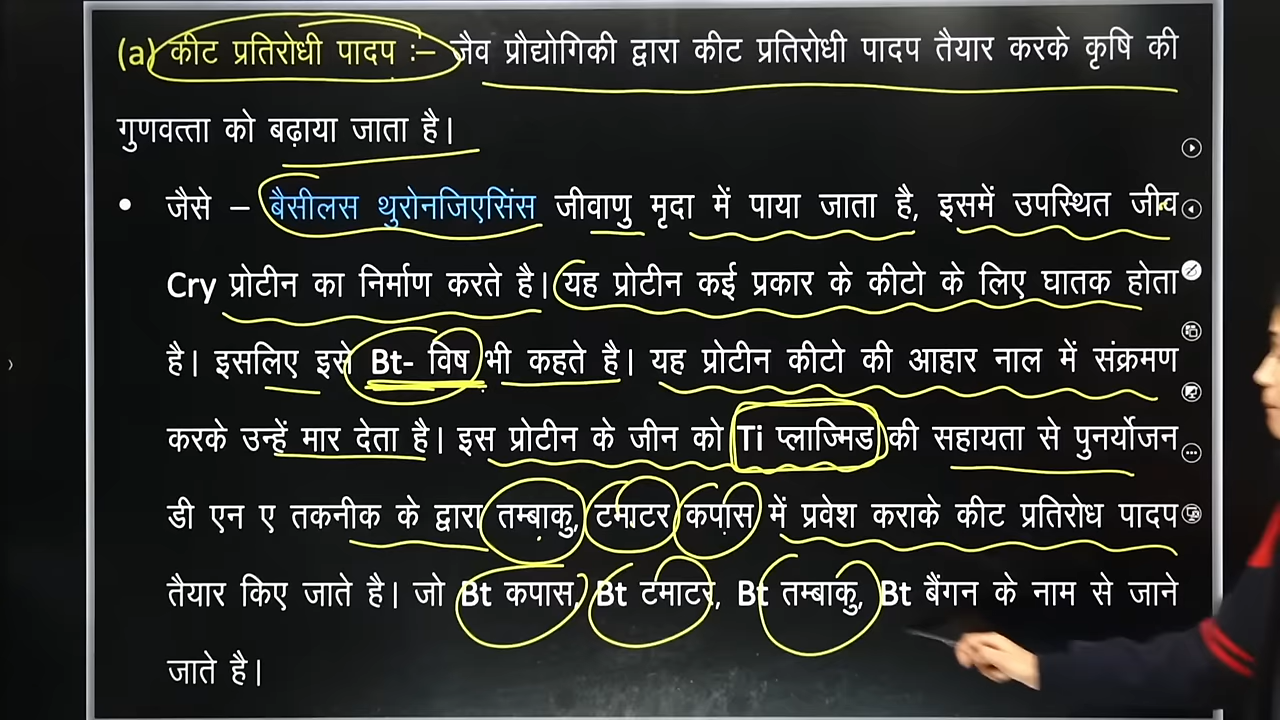 (a) कीट प्रतिरोधी पादप :– जैव प्रौद्योगिकी द्वारा कीट प्रतिरोधी पादप तैयार करके कृषि की
गुणवत्ता को बढ़ाया जाता है।
• जैसे – बैसीलस थुरोनजिएसिंस जीवाणु मृदा में पाया जाता है, इसमें उपस्थित जीव
Cry प्रोटीन का निर्माण करते है। यह प्रोटीन कई प्रकार के कीटो के लिए घातक होता
है। इसलिए इसे Bt- विष भी कहते है। यह प्रोटीन कीटो की आहार नाल में संक्रमण
करके उन्हें मार देता है। इस प्रोटीन के जीन को Ti प्लाज्मिड की सहायता से पुनर्योजन
डी एन ए तकनीक के द्वारा तम्बाकु, टमाटर कपास में प्रवेश कराके कीट प्रतिरोध पादप
तैयार किए जाते है। जो Bt कपास, Bt टमाटर, Bt तम्बाकु, Bt बैंगन के नाम से जाने
जाते है।